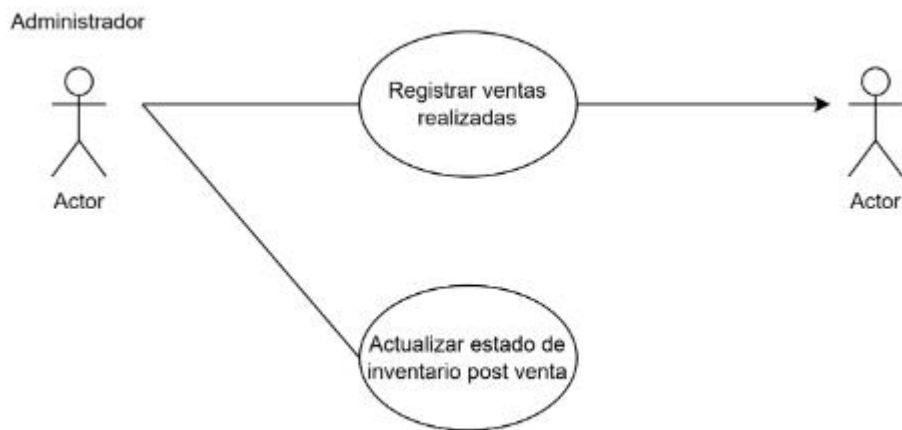 Administrador
Registrar ventas
realizadas
Actor
Actor
Actualizar estado de
inventario post venta